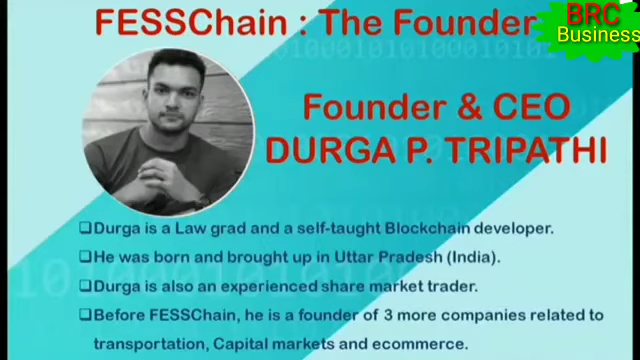 FESSChain : The Founder
BRC
Business
Founder & CEO
DURGA P. TRIPATHI
❑Durga is a Law grad and a self-taught Blockchain developer.
❑He was born and brought up in Uttar Pradesh (India).
❑Durga is also an experienced share market trader.
❑Before FESSChain, he is a founder of 3 more companies related to
transportation, Capital markets and ecommerce.